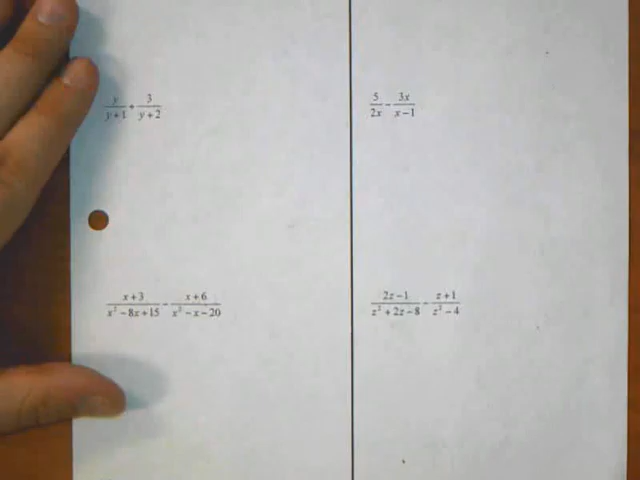 y/(y+1) + 3/(y+2)
5/(2x) − 3x/(x−1)
(x+3)/(x²−8x+15) − (x+6)/(x²−x−20)
(2z−1)/(z²+2z−8) − (z+1)/(z²−4)